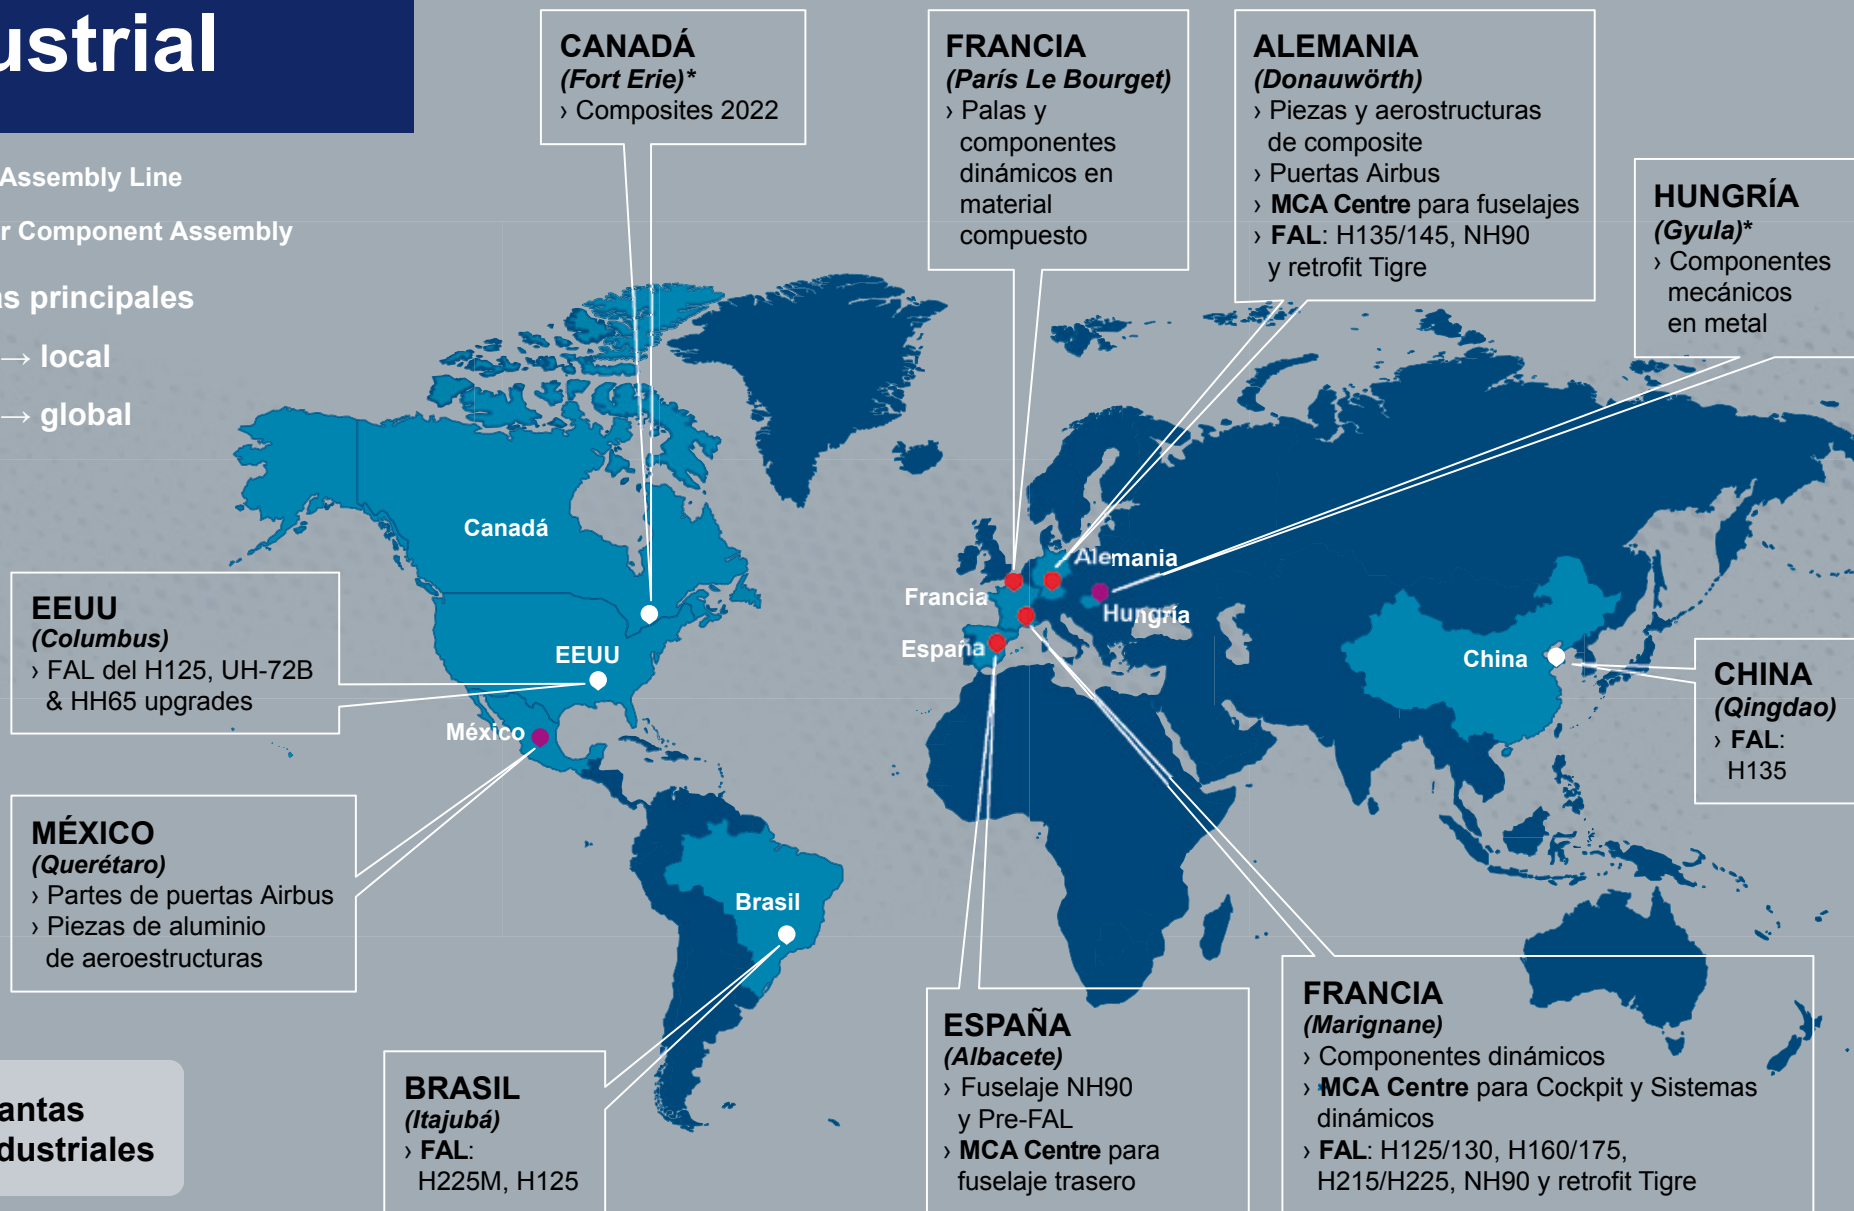 ustrial
Assembly Line
r Component Assembly
as principales
→ local
→ global
CANADÁ
(Fort Erie)*
› Composites 2022
FRANCIA
(París Le Bourget)
› Palas y
componentes
dinámicos en
material
compuesto
ALEMANIA
(Donauwörth)
› Piezas y aerostructuras
de composite
› Puertas Airbus
› MCA Centre para fuselajes
› FAL: H135/145, NH90
y retrofit Tigre
HUNGRÍA
(Gyula)*
› Componentes
mecánicos
en metal
Canadá
EEUU
México
Brasil
Francia
España
Alemania
Hungría
China
EEUU
(Columbus)
› FAL del H125, UH-72B
& HH65 upgrades
CHINA
(Qingdao)
› FAL:
H135
MÉXICO
(Querétaro)
› Partes de puertas Airbus
› Piezas de aluminio
de aeroestructuras
BRASIL
(Itajubá)
› FAL:
H225M, H125
ESPAÑA
(Albacete)
› Fuselaje NH90
y Pre-FAL
› MCA Centre para
fuselaje trasero
FRANCIA
(Marignane)
› Componentes dinámicos
› MCA Centre para Cockpit y Sistemas
dinámicos
› FAL: H125/130, H160/175,
H215/H225, NH90 y retrofit Tigre
antas
dustriales